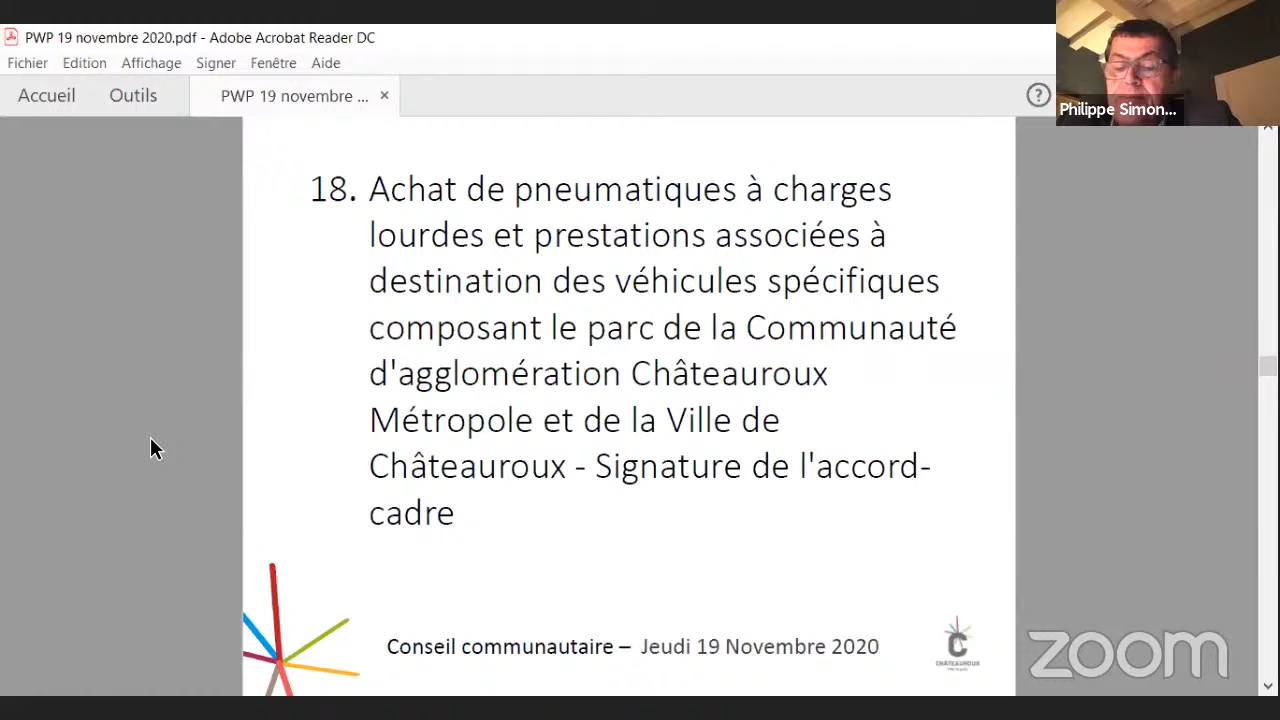 PWP 19 novembre 2020.pdf - Adobe Acrobat Reader DC
Fichier Edition Affichage Signer Fenêtre Aide
Accueil Outils PWP 19 novembre ... ×
?
Philippe Simon...
18. Achat de pneumatiques à charges
lourdes et prestations associées à
destination des véhicules spécifiques
composant le parc de la Communauté
d'agglomération Châteauroux
Métropole et de la Ville de
Châteauroux - Signature de l'accord-
cadre
Conseil communautaire – Jeudi 19 Novembre 2020
CHÂTEAUROUX
zoom